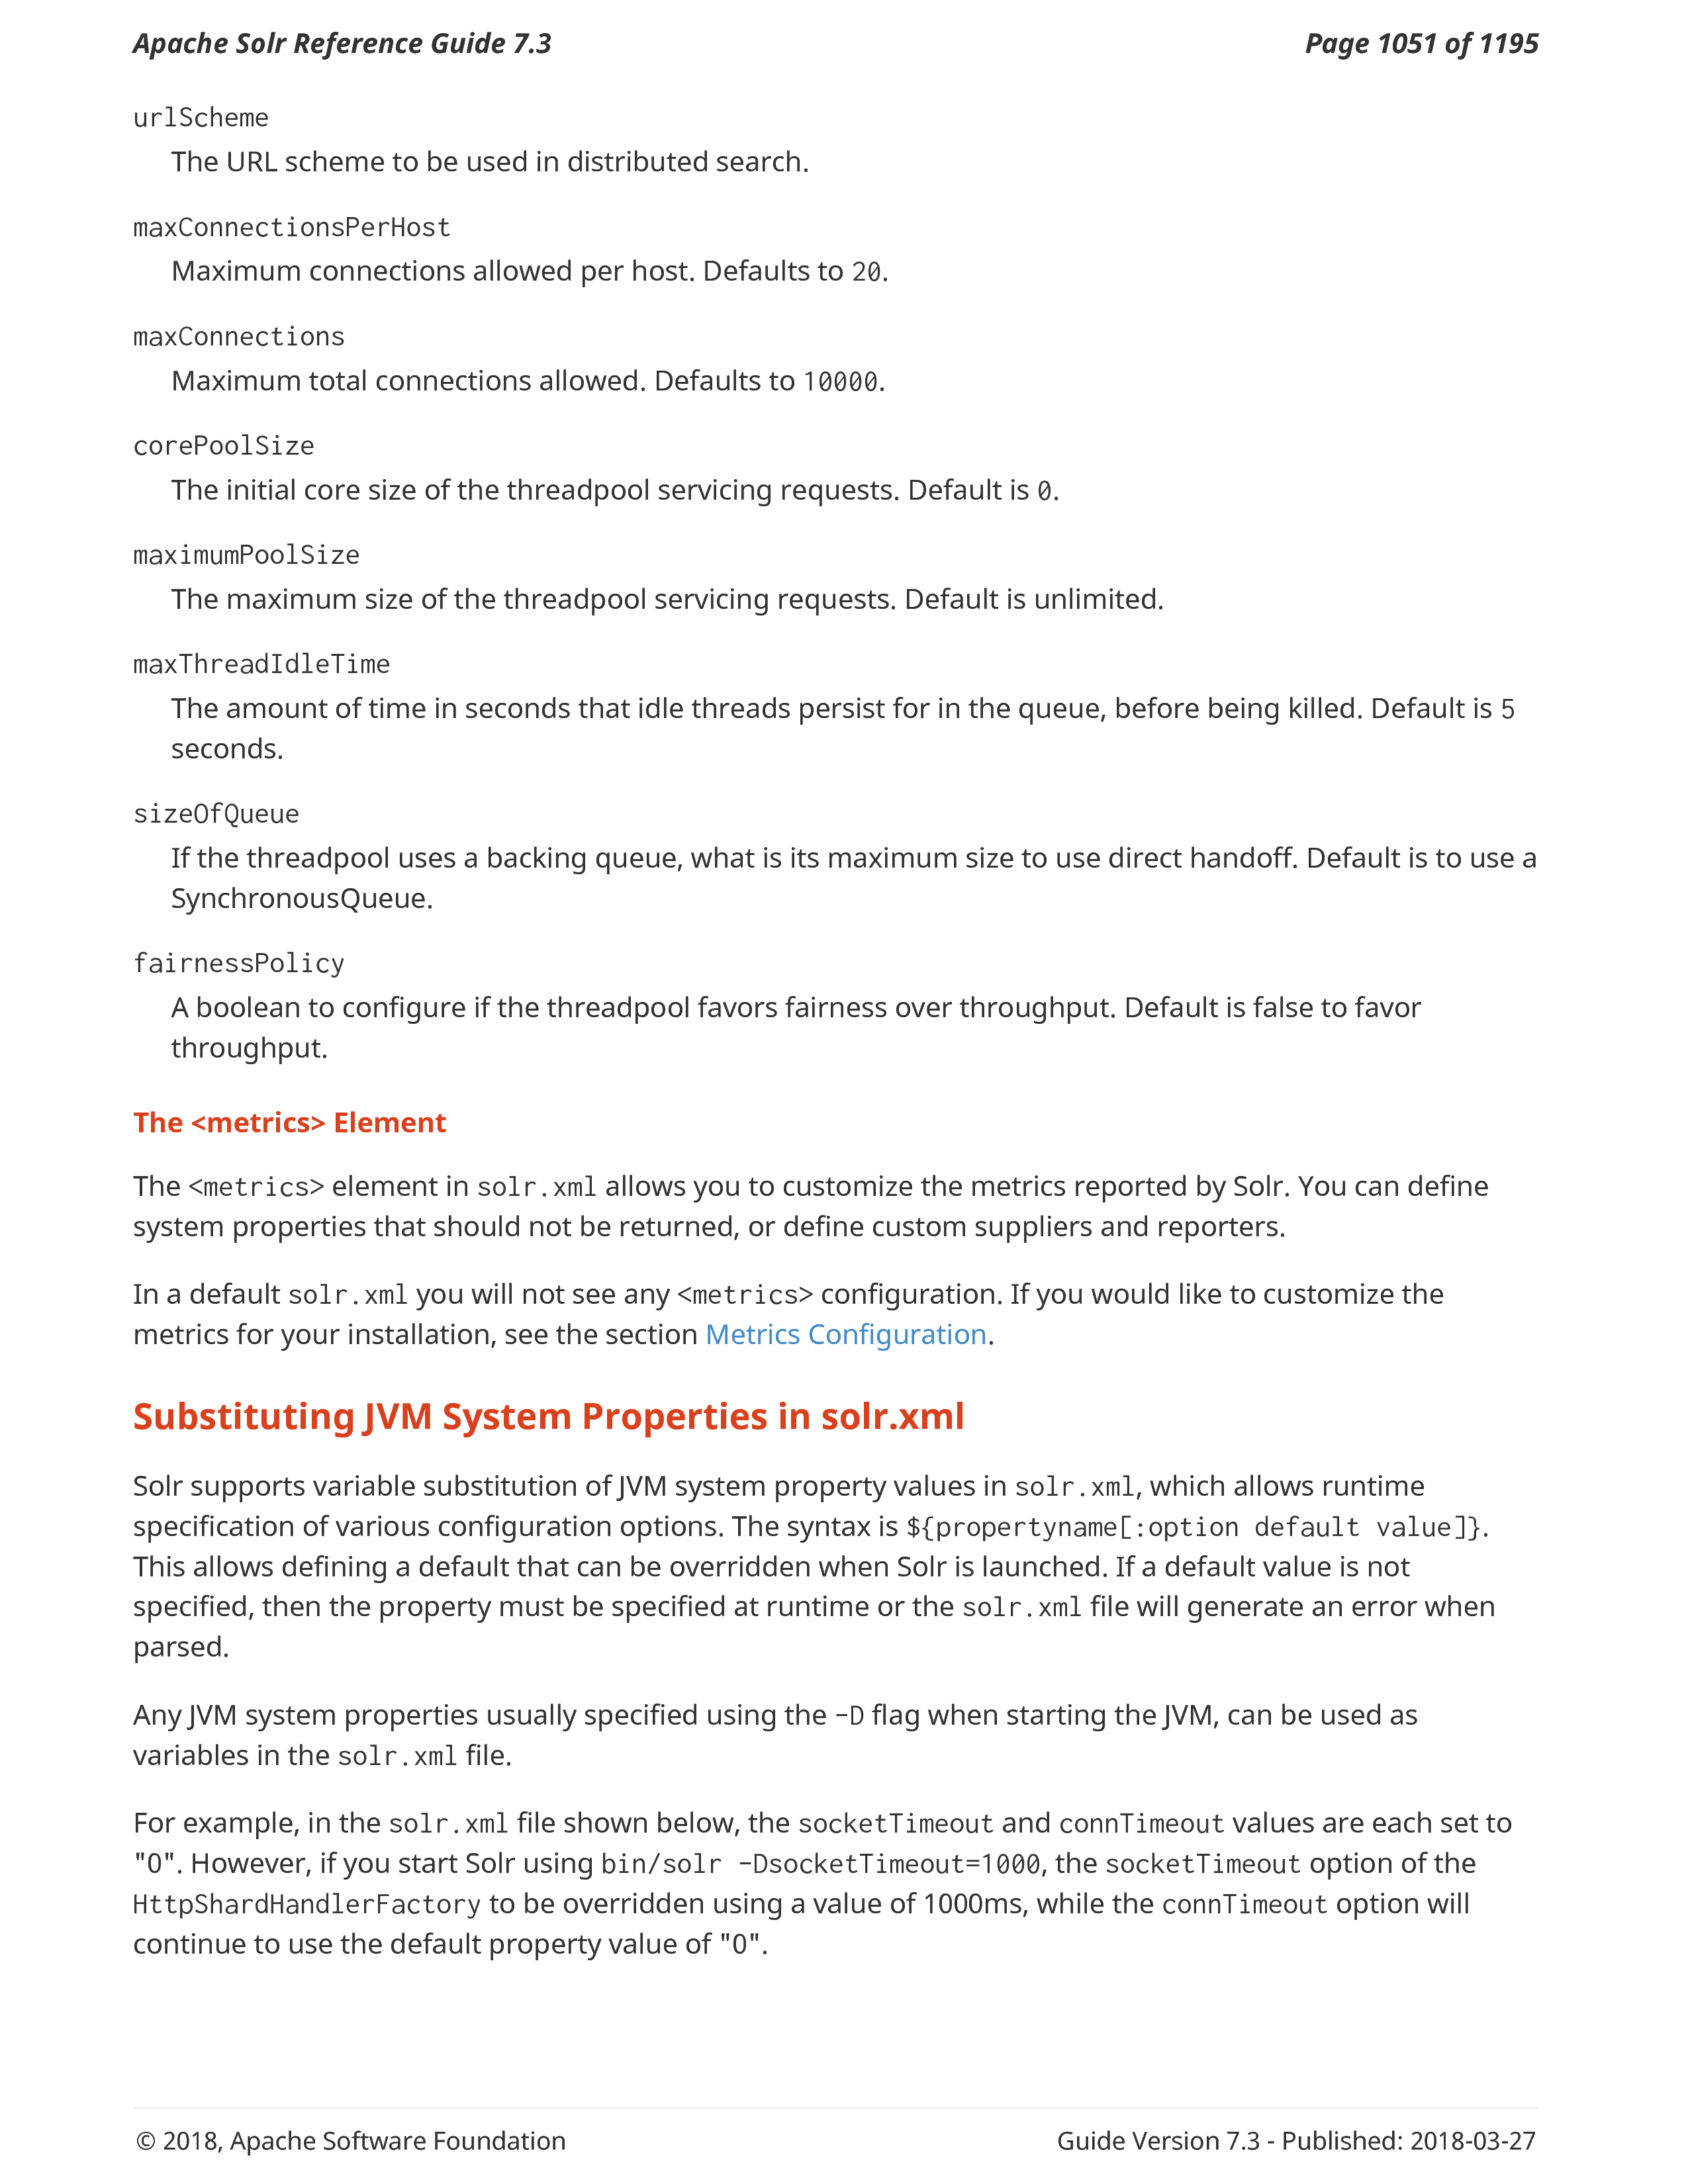 Apache Solr Reference Guide 7.3
Page 1051 of 1195
urlScheme
The URL scheme to be used in distributed search.
maxConnectionsPerHost
Maximum connections allowed per host. Defaults to 20.
maxConnections
Maximum total connections allowed. Defaults to 10000.
corePoolSize
The initial core size of the threadpool servicing requests. Default is 0.
maximumPoolSize
The maximum size of the threadpool servicing requests. Default is unlimited.
maxThreadIdleTime
The amount of time in seconds that idle threads persist for in the queue, before being killed. Default is 5
seconds.
sizeOfQueue
If the threadpool uses a backing queue, what is its maximum size to use direct handoff. Default is to use a
SynchronousQueue.
fairnessPolicy
A boolean to configure if the threadpool favors fairness over throughput. Default is false to favor
throughput.
The <metrics> Element
The <metrics> element in solr.xml allows you to customize the metrics reported by Solr. You can define
system properties that should not be returned, or define custom suppliers and reporters.
In a default solr.xml you will not see any <metrics> configuration. If you would like to customize the
metrics for your installation, see the section Metrics Configuration.
Substituting JVM System Properties in solr.xml
Solr supports variable substitution of JVM system property values in solr.xml, which allows runtime
specification of various configuration options. The syntax is ${propertyname[:option default value]}.
This allows defining a default that can be overridden when Solr is launched. If a default value is not
specified, then the property must be specified at runtime or the solr.xml file will generate an error when
parsed.
Any JVM system properties usually specified using the -D flag when starting the JVM, can be used as
variables in the solr.xml file.
For example, in the solr.xml file shown below, the socketTimeout and connTimeout values are each set to
"0". However, if you start Solr using bin/solr -DsocketTimeout=1000, the socketTimeout option of the
HttpShardHandlerFactory to be overridden using a value of 1000ms, while the connTimeout option will
continue to use the default property value of "0".
© 2018, Apache Software Foundation
Guide Version 7.3 - Published: 2018-03-27